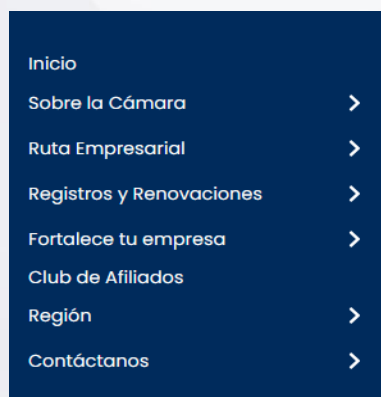 Inicio
Sobre la Cámara
Ruta Empresarial
Registros y Renovaciones
Fortalece tu empresa
Club de Afiliados
Región
Contáctanos